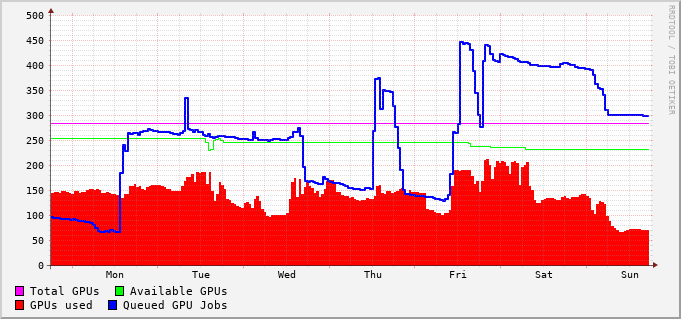 500
450
400
350
300
250
200
150
100
50
0
Mon Tue Wed Thu Fri Sat Sun
Total GPUs Available GPUs
GPUs used Queued GPU Jobs
RRDTOOL / TOBI OETIKER